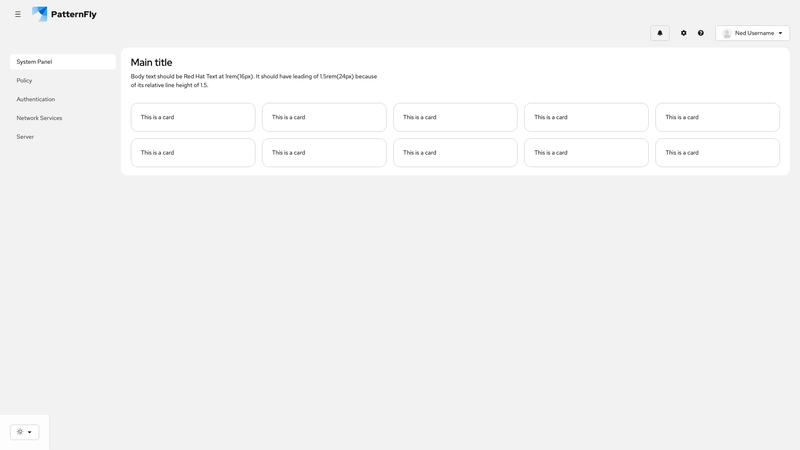 PatternFly
Ned Username
System Panel
Policy
Authentication
Network Services
Server
Main title
Body text should be Red Hat Text at 1rem(16px). It should have leading of 1.5rem(24px) because
of its relative line height of 1.5.
This is a card
This is a card
This is a card
This is a card
This is a card
This is a card
This is a card
This is a card
This is a card
This is a card